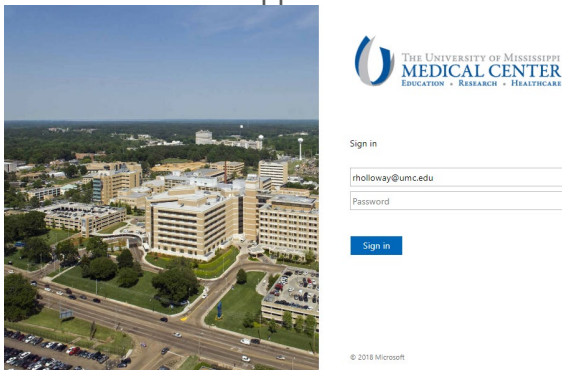 THE UNIVERSITY OF MISSISSIPPI
MEDICAL CENTER
EDUCATION • RESEARCH • HEALTHCARE
Sign in
rholloway@umc.edu
Password
Sign in
© 2018 Microsoft